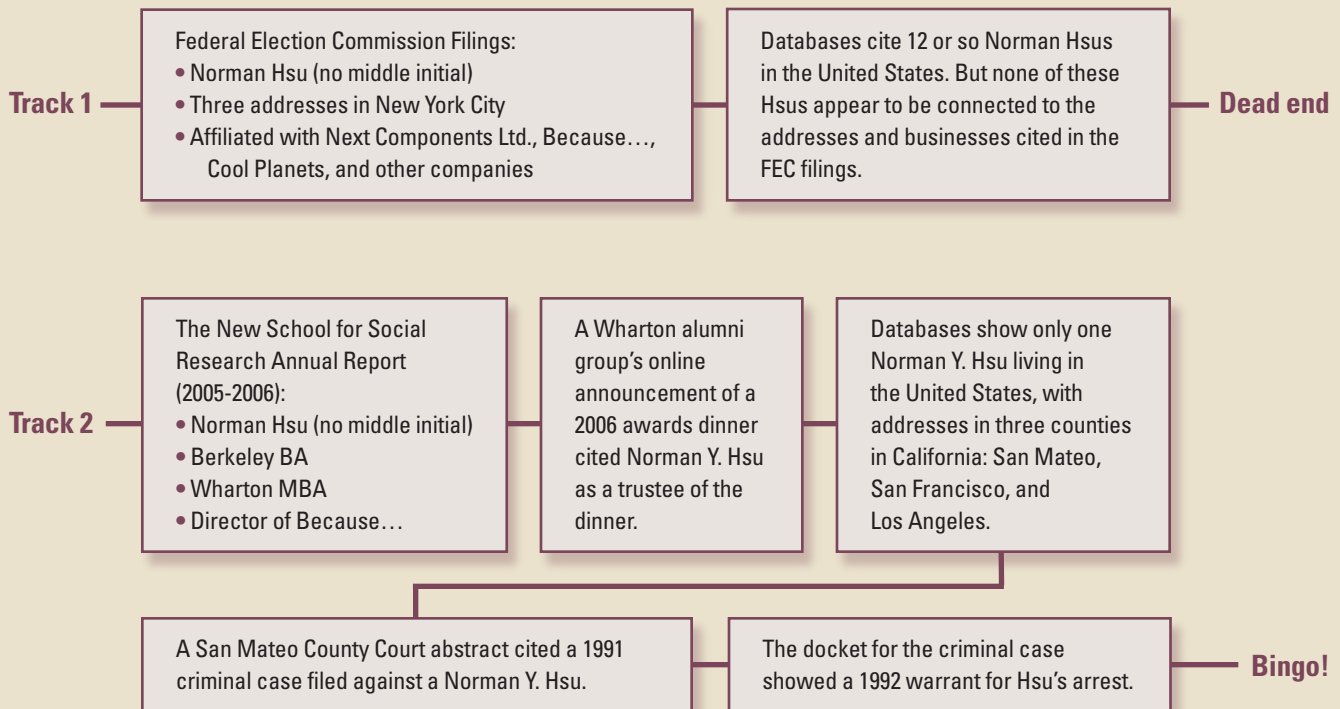 Track 1
Federal Election Commission Filings:
• Norman Hsu (no middle initial)
• Three addresses in New York City
• Affiliated with Next Components Ltd., Because…,
Cool Planets, and other companies
Databases cite 12 or so Norman Hsus
in the United States. But none of these
Hsus appear to be connected to the
addresses and businesses cited in the
FEC filings.
Dead end
Track 2
The New School for Social
Research Annual Report
(2005-2006):
• Norman Hsu (no middle initial)
• Berkeley BA
• Wharton MBA
• Director of Because…
A Wharton alumni
group’s online
announcement of a
2006 awards dinner
cited Norman Y. Hsu
as a trustee of the
dinner.
Databases show only one
Norman Y. Hsu living in
the United States, with
addresses in three counties
in California: San Mateo,
San Francisco, and
Los Angeles.
A San Mateo County Court abstract cited a 1991
criminal case filed against a Norman Y. Hsu.
The docket for the criminal case
showed a 1992 warrant for Hsu’s arrest.
Bingo!